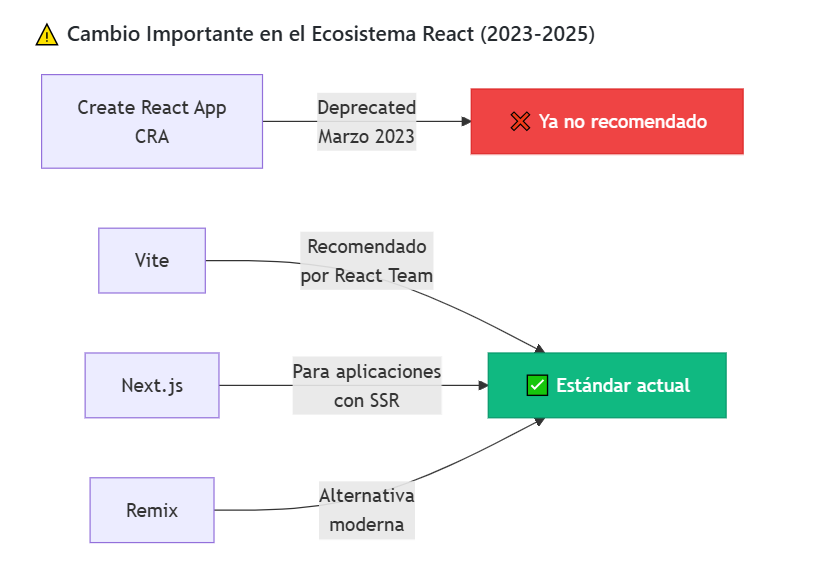 ⚠️ Cambio Importante en el Ecosistema React (2023-2025)
Create React App
CRA
Deprecated
Marzo 2023
❌ Ya no recomendado
Vite
Recomendado
por React Team
Next.js
Para aplicaciones
con SSR
✅ Estándar actual
Remix
Alternativa
moderna